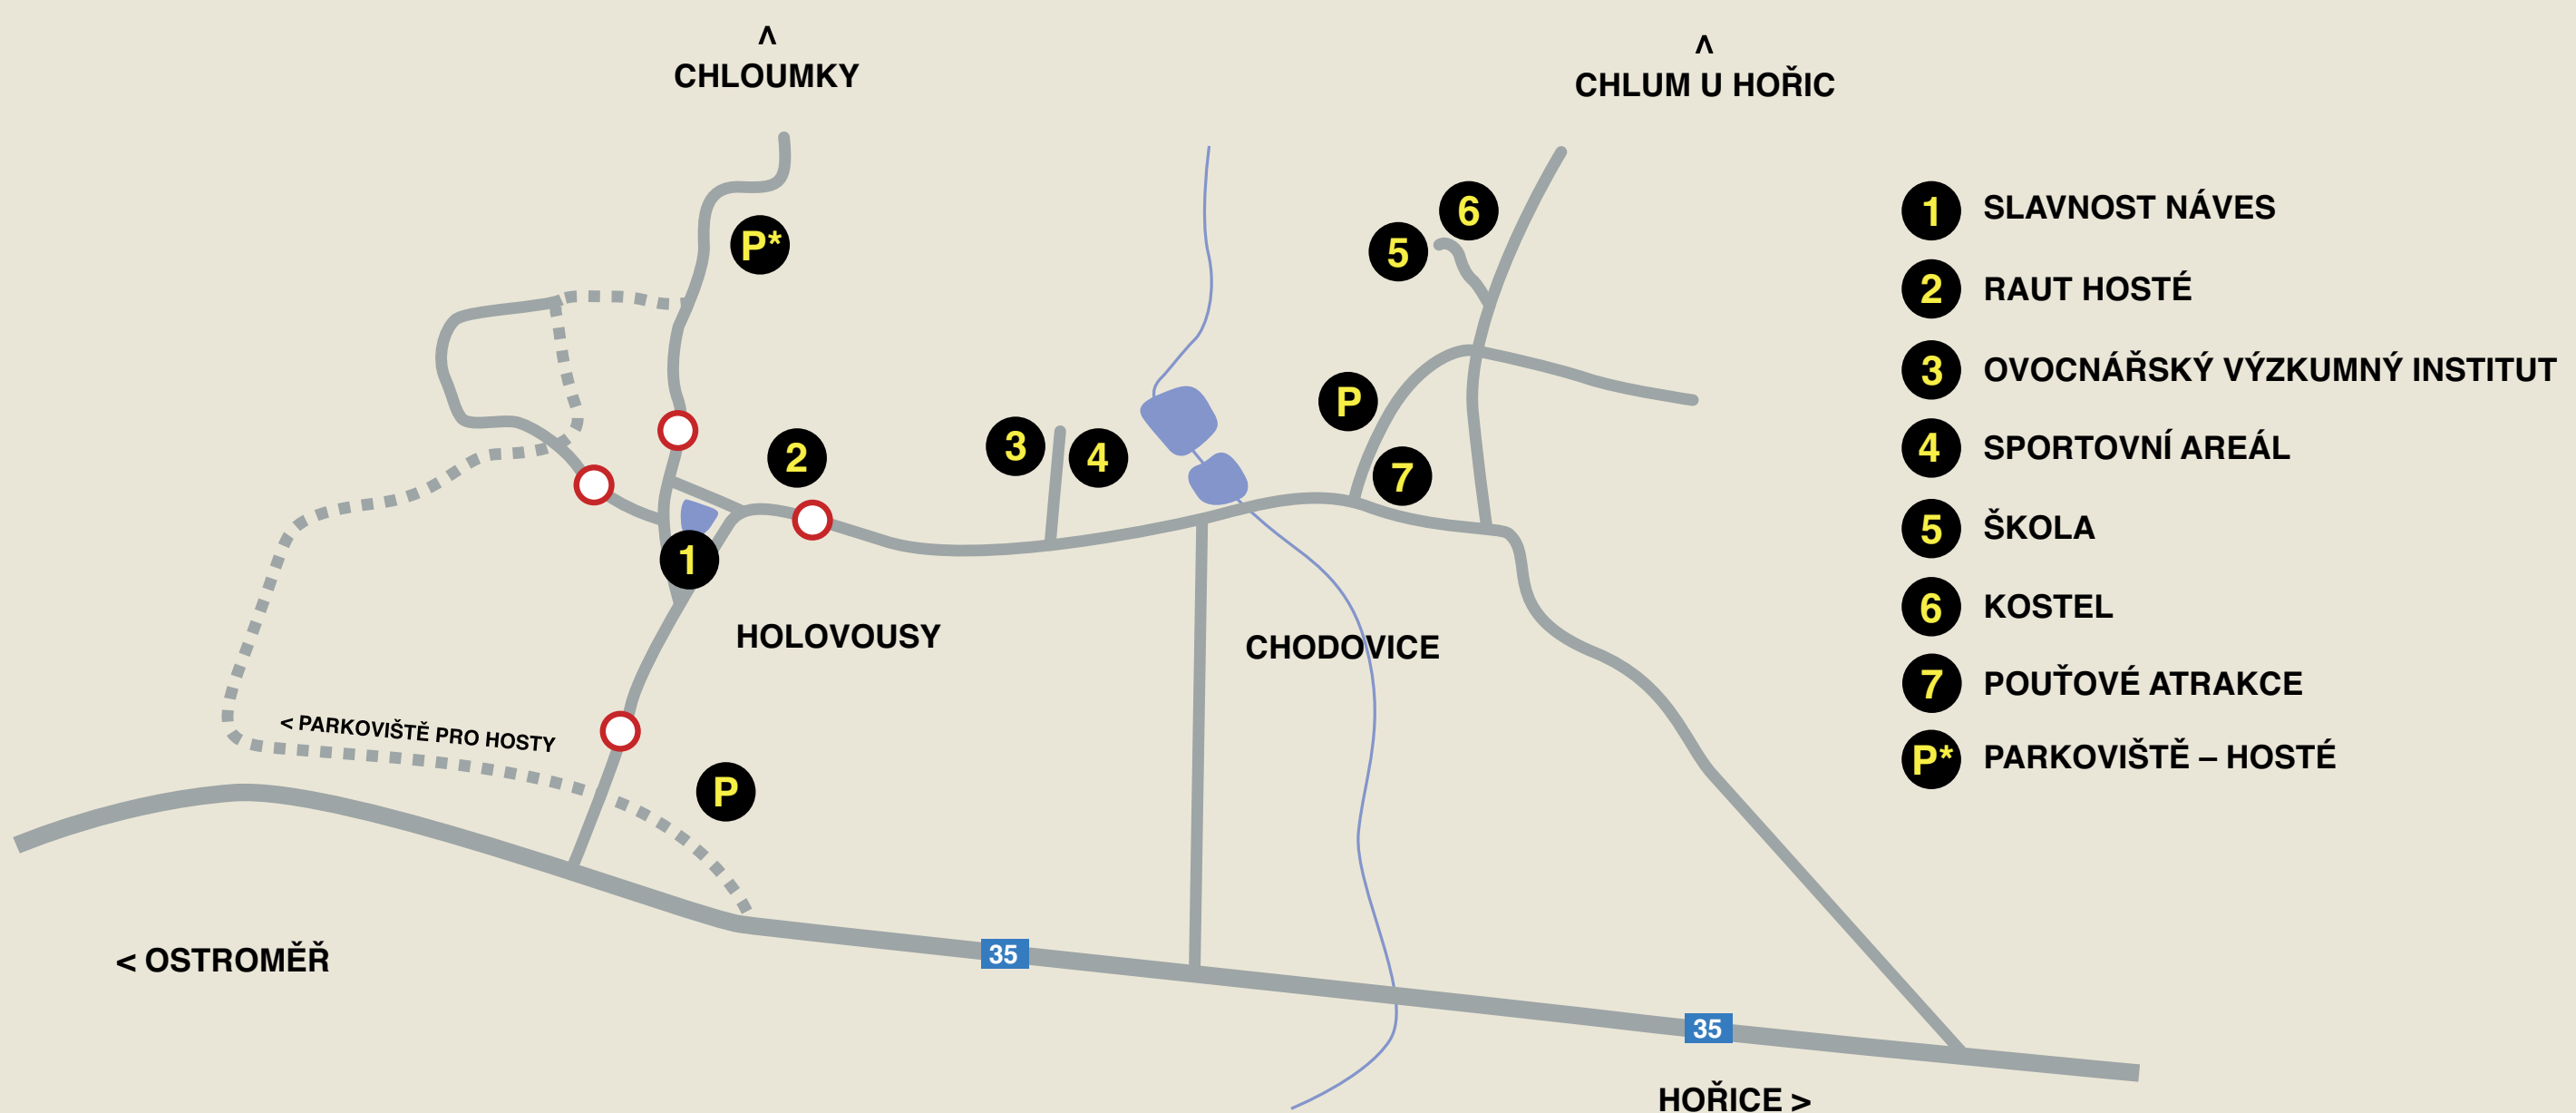 ^
CHLOUMKY
^
CHLUM U HOŘIC
P*
6
5
P
7
2
3
4
1
HOLOVOUSY
CHODOVICE
< PARKOVIŠTĚ PRO HOSTY
P
< OSTROMĚŘ
35
35
HOŘICE >
1 SLAVNOST NÁVES
2 RAUT HOSTÉ
3 OVOCNÁŘSKÝ VÝZKUMNÝ INSTITUT
4 SPORTOVNÍ AREÁL
5 ŠKOLA
6 KOSTEL
7 POUŤOVÉ ATRAKCE
P* PARKOVIŠTĚ – HOSTÉ